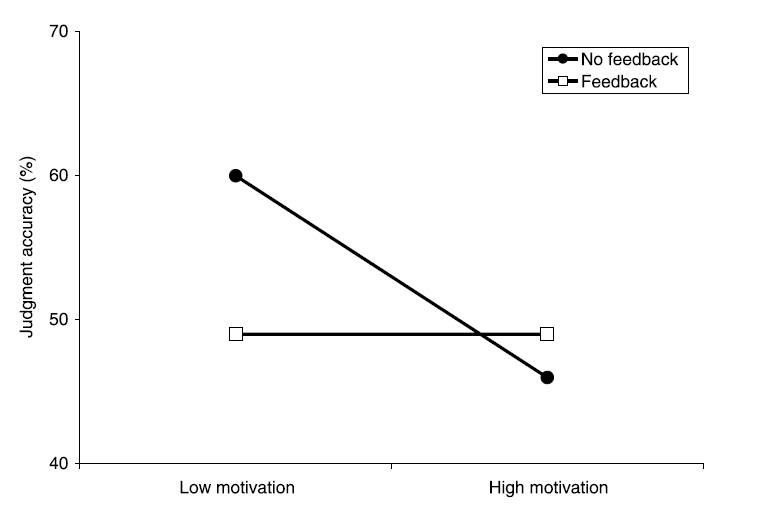 70
No feedback
Feedback
60
Judgment accuracy (%)
50
40
Low motivation
High motivation